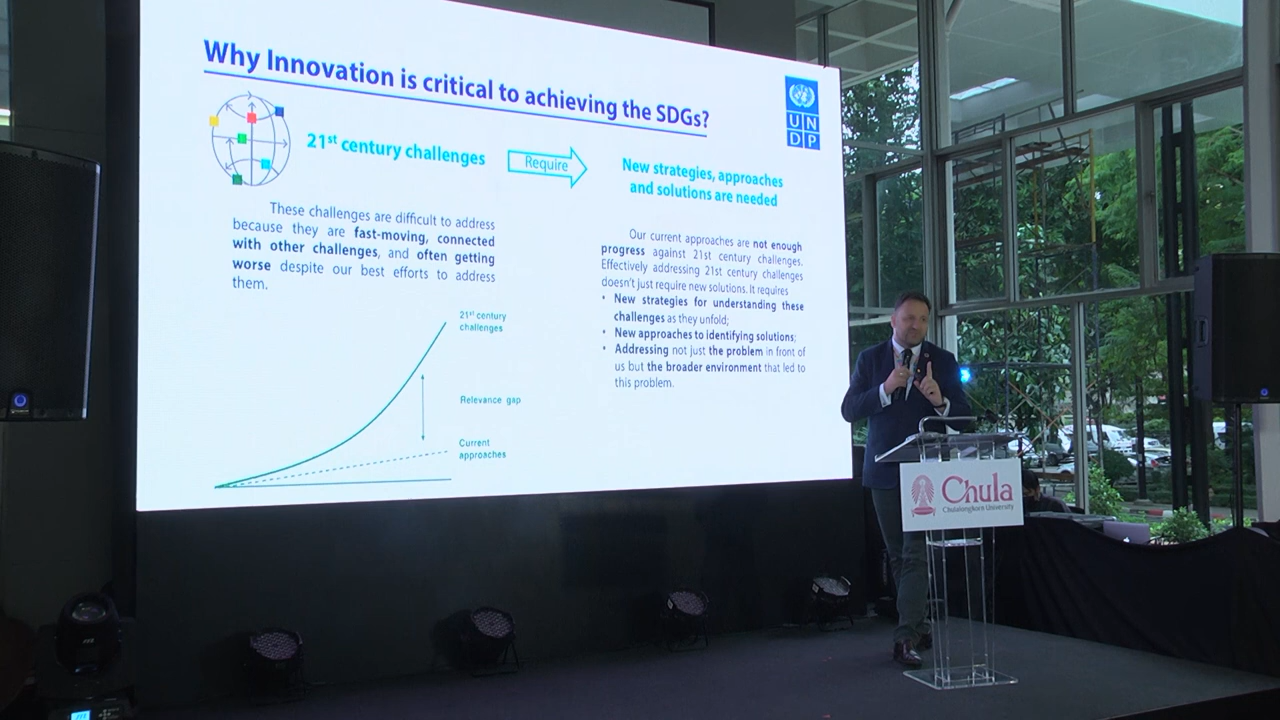 Why Innovation is critical to achieving the SDGs?
U N
D P
21st century challenges
Require
New strategies, approaches
and solutions are needed
These challenges are difficult to address
because they are fast-moving, connected
with other challenges, and often getting
worse despite our best efforts to address
them.
Our current approaches are not enough
progress against 21st century challenges.
Effectively addressing 21st century challenges
doesn't just require new solutions. It requires
• New strategies for understanding these
challenges as they unfold;
• New approaches to identifying solutions;
• Addressing not just the problem in front of
us but the broader environment that led to
this problem.
21st century
challenges
Relevance gap
Current
approaches
Chula
Chulalongkorn University